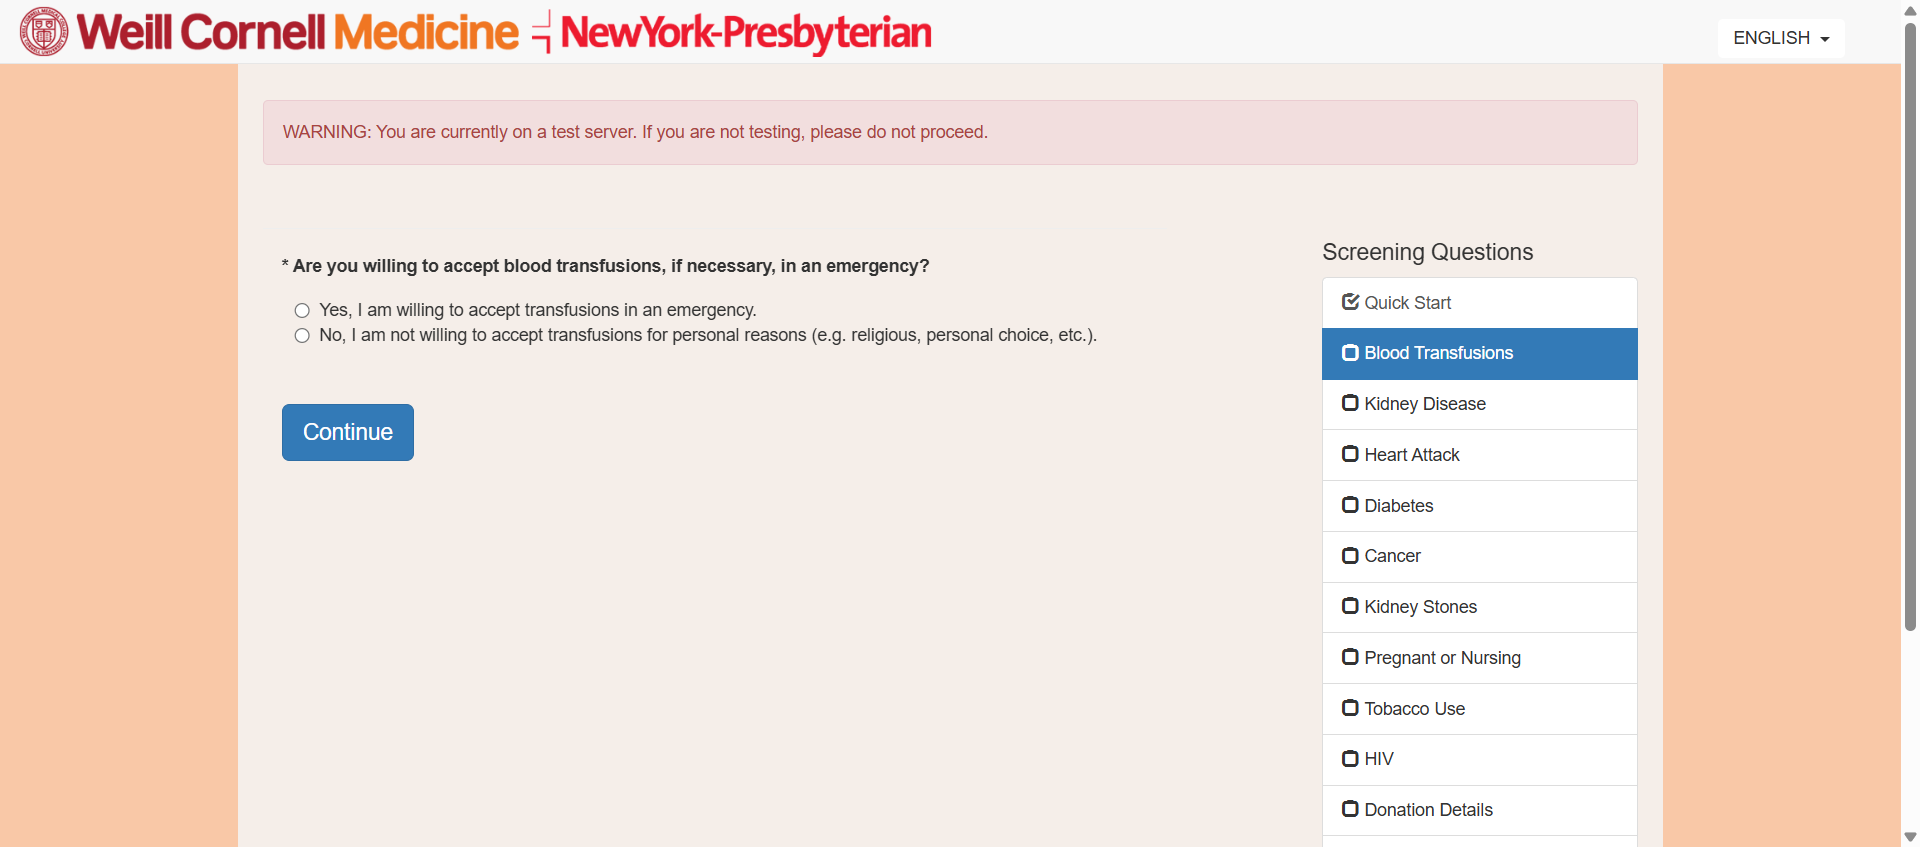 Weill Cornell Medicine NewYork-Presbyterian
ENGLISH
WARNING: You are currently on a test server. If you are not testing, please do not proceed.
* Are you willing to accept blood transfusions, if necessary, in an emergency?
Yes, I am willing to accept transfusions in an emergency.
No, I am not willing to accept transfusions for personal reasons (e.g. religious, personal choice, etc.).
Continue
Screening Questions
Quick Start
Blood Transfusions
Kidney Disease
Heart Attack
Diabetes
Cancer
Kidney Stones
Pregnant or Nursing
Tobacco Use
HIV
Donation Details